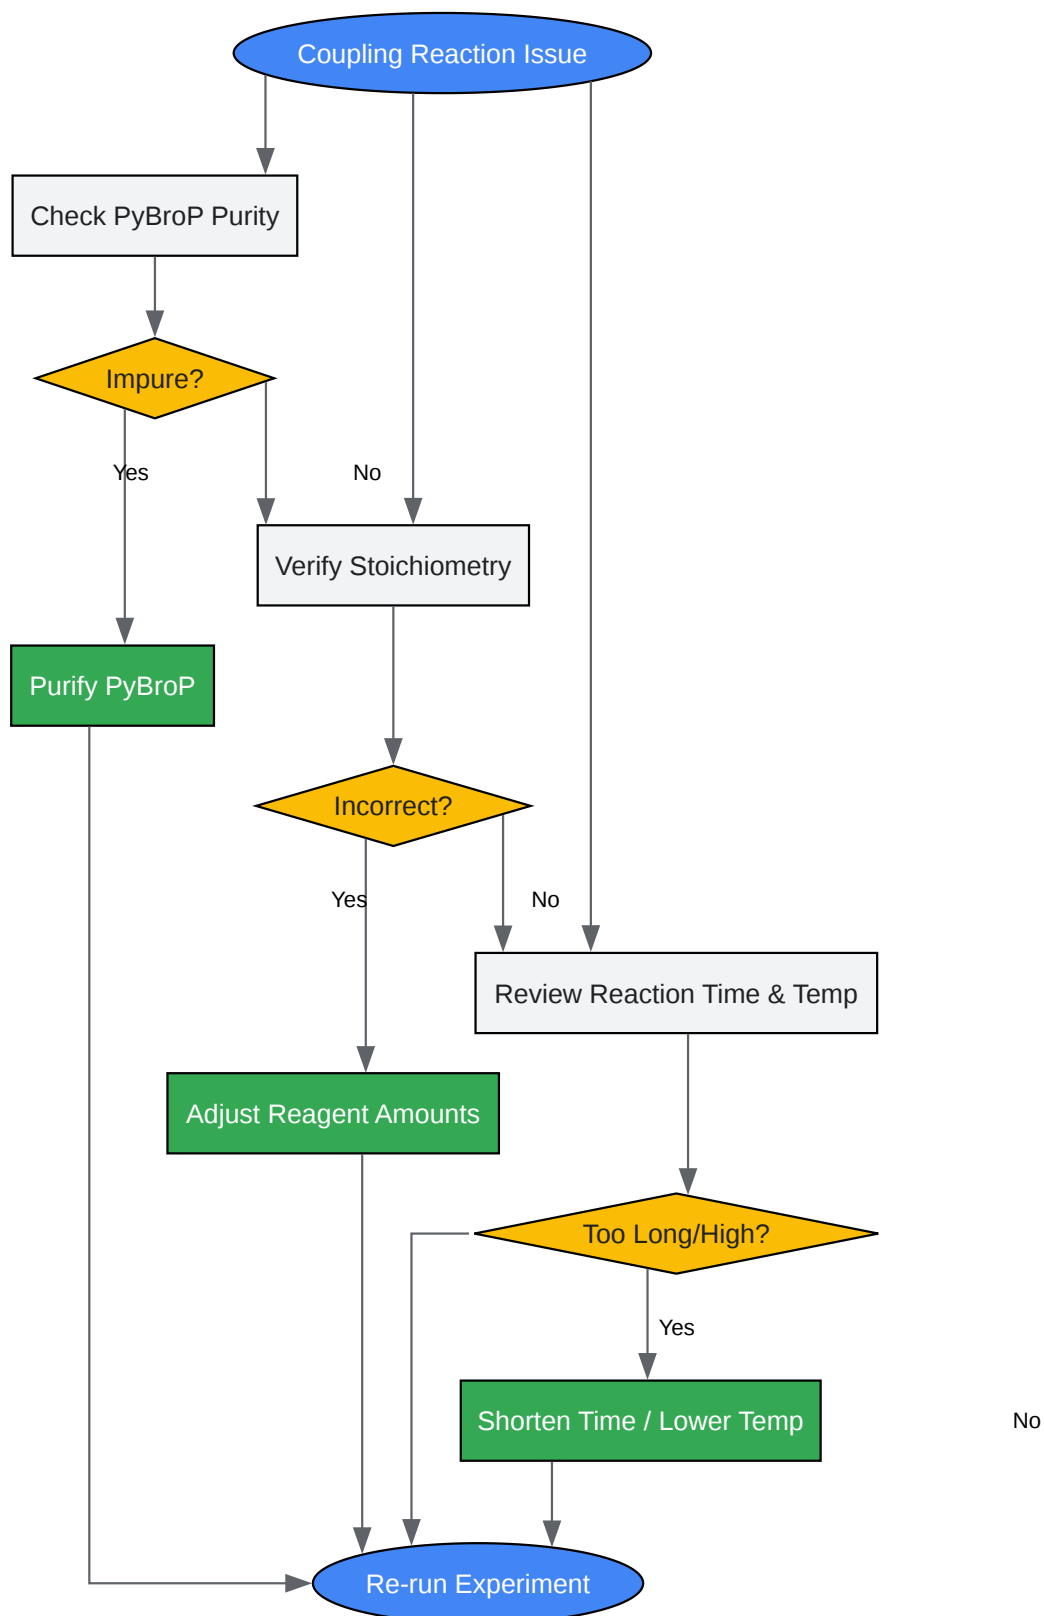 Coupling Reaction Issue
Check PyBroP Purity
Impure?
Yes
No
Verify Stoichiometry
Purify PyBroP
Incorrect?
Yes
No
Review Reaction Time & Temp
Adjust Reagent Amounts
Too Long/High?
Yes
Shorten Time / Lower Temp
No
Re-run Experiment